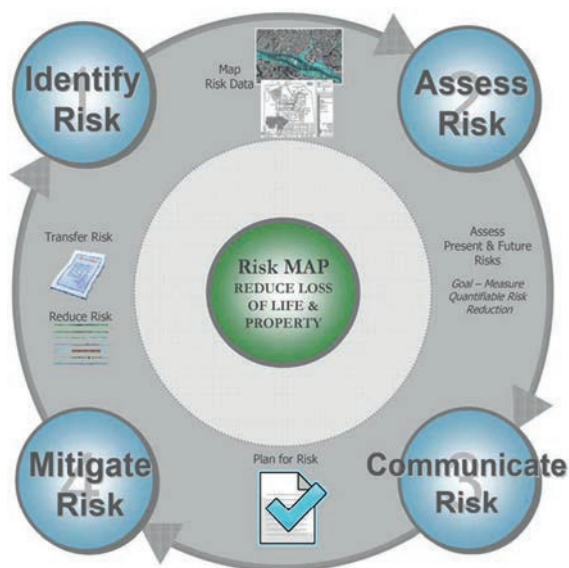 1
Identify
Risk
Map
Risk Data
2
Assess
Risk
Assess
Present & Future
Risks
Goal – Measure
Quantifiable Risk
Reduction
3
Communicate
Risk
Plan for Risk
4
Mitigate
Risk
Transfer Risk
Reduce Risk
Risk MAP
REDUCE LOSS
OF LIFE &
PROPERTY